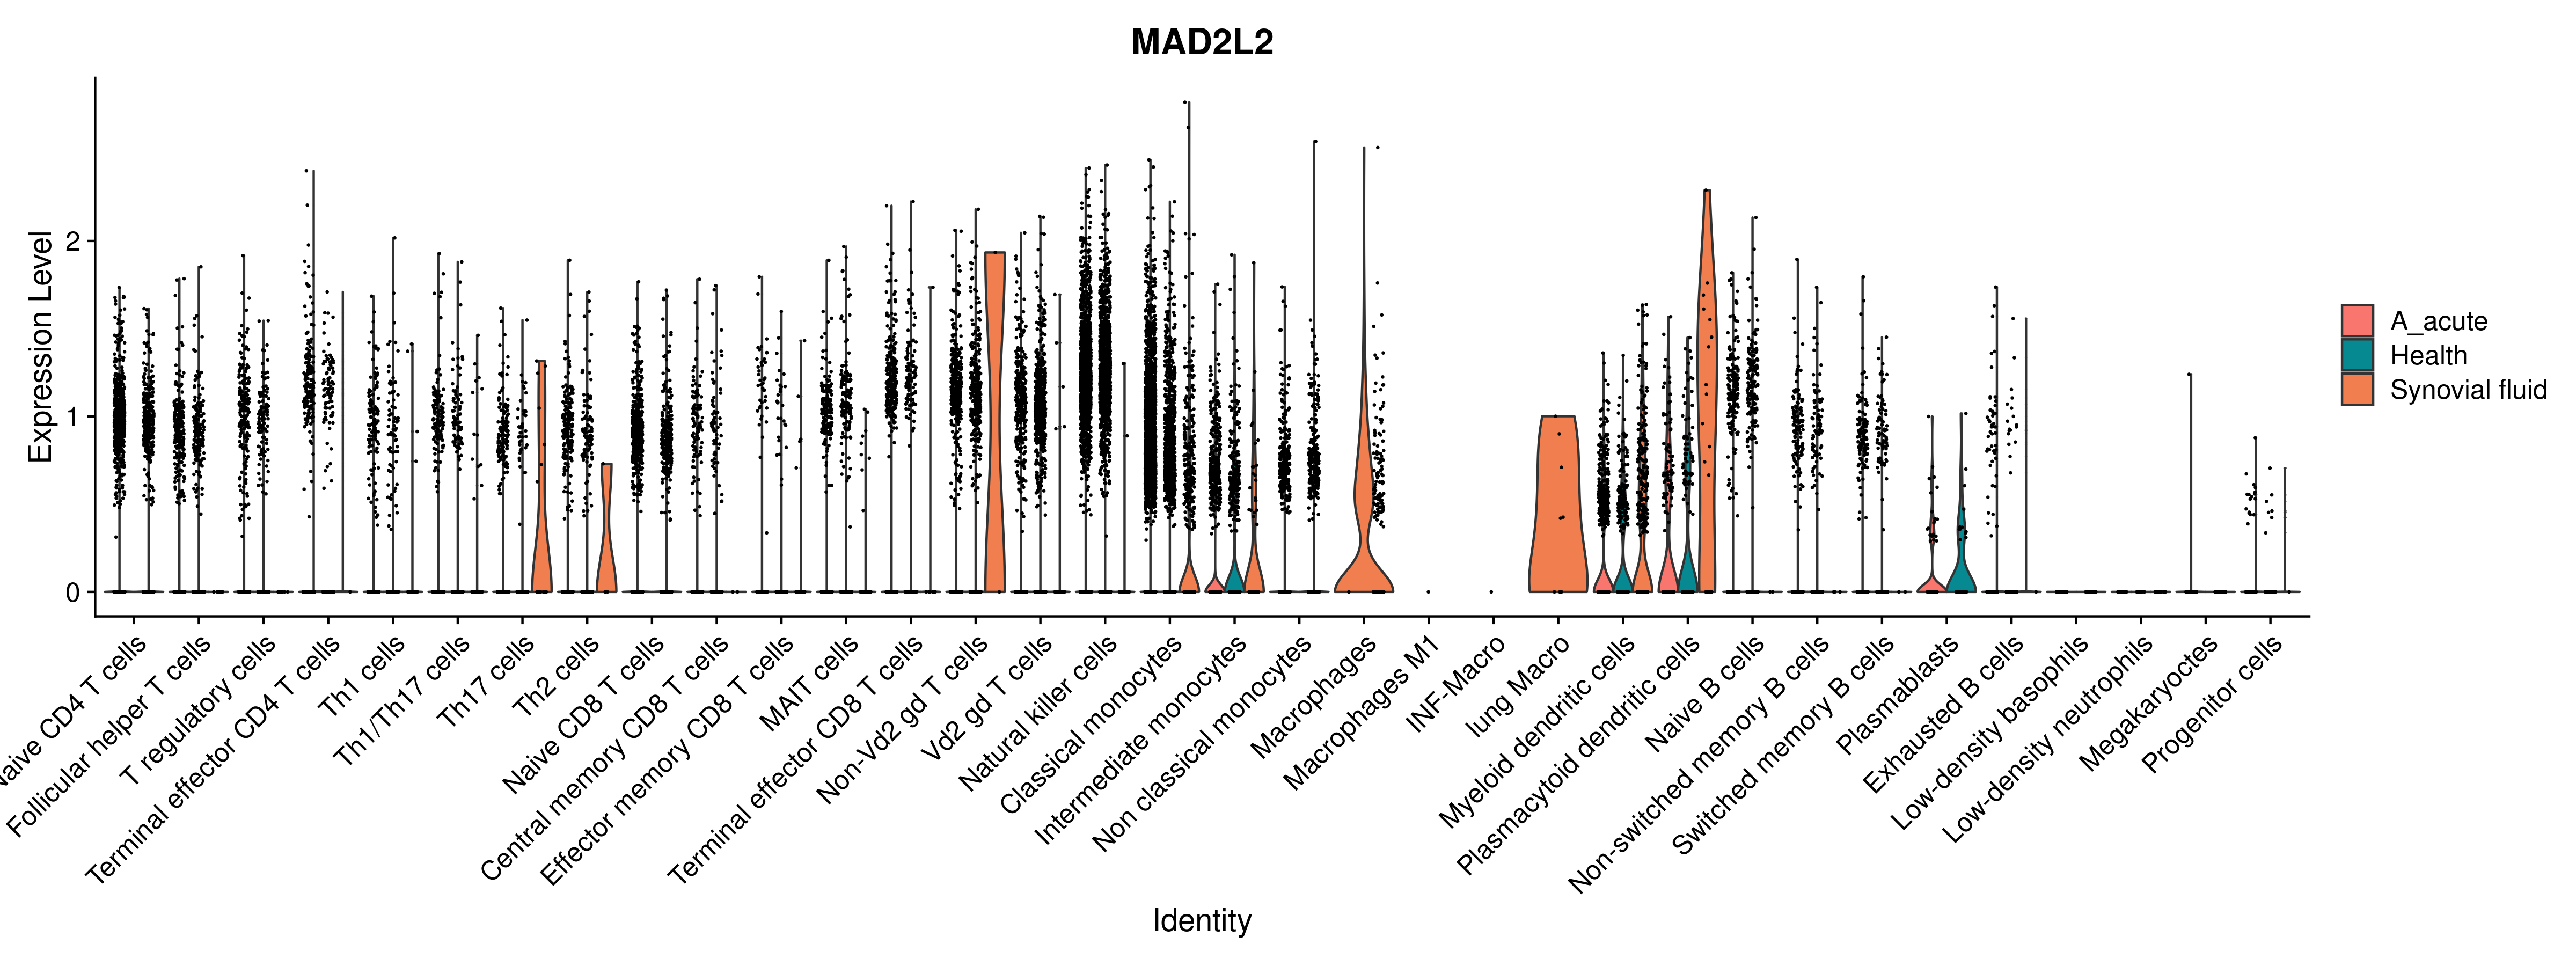 MAD2L2
Expression Level
2
1
0
Naive CD4 T cells
Follicular helper T cells
T regulatory cells
Terminal effector CD4 T cells
Th1 cells
Th1/Th17 cells
Th17 cells
Th2 cells
Naive CD8 T cells
Central memory CD8 T cells
Effector memory CD8 T cells
MAIT cells
Terminal effector CD8 T cells
Non-Vd2 gd T cells
Vd2 gd T cells
Natural killer cells
Classical monocytes
Intermediate monocytes
Non classical monocytes
Macrophages
Macrophages M1
INF-Macro
lung Macro
Myeloid dendritic cells
Plasmacytoid dendritic cells
Naive B cells
Non-switched memory B cells
Switched memory B cells
Plasmablasts
Exhausted B cells
Low-density basophils
Low-density neutrophils
Megakaryoctes
Progenitor cells
Identity
A_acute
Health
Synovial fluid